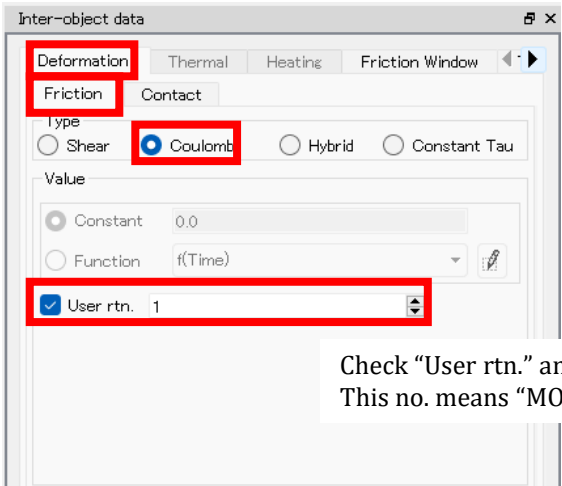 Inter-object data
Deformation Thermal Heating Friction Window
Friction Contact
Type
Shear Coulomb Hybrid Constant Tau
Value
Constant 0.0
Function f(Time)
User rtn. 1
Check “User rtn.” an
This no. means “MO